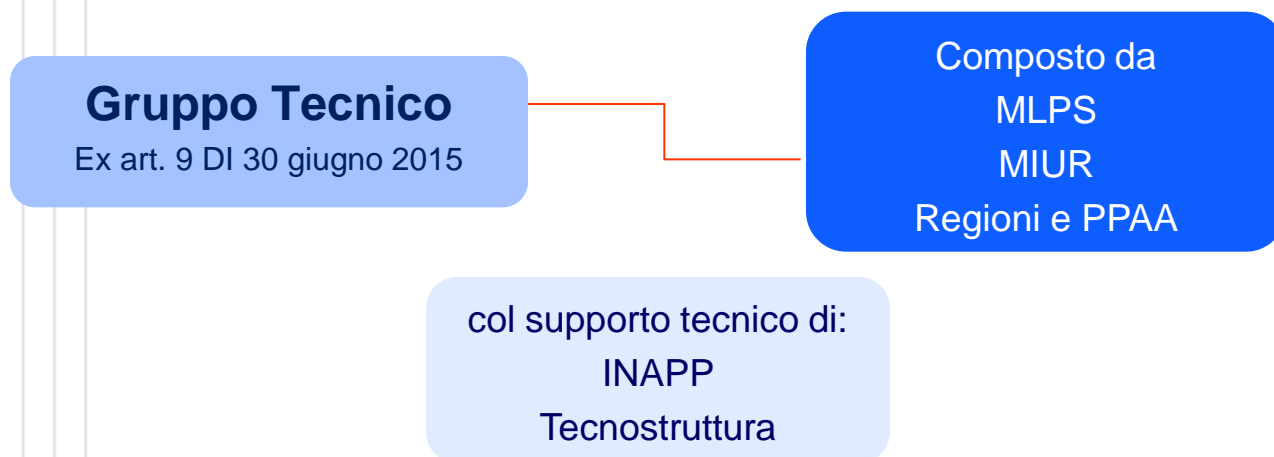 Gruppo Tecnico
Ex art. 9 DI 30 giugno 2015
Composto da
MLPS
MIUR
Regioni e PPAA
col supporto tecnico di:
INAPP
Tecnostruttura